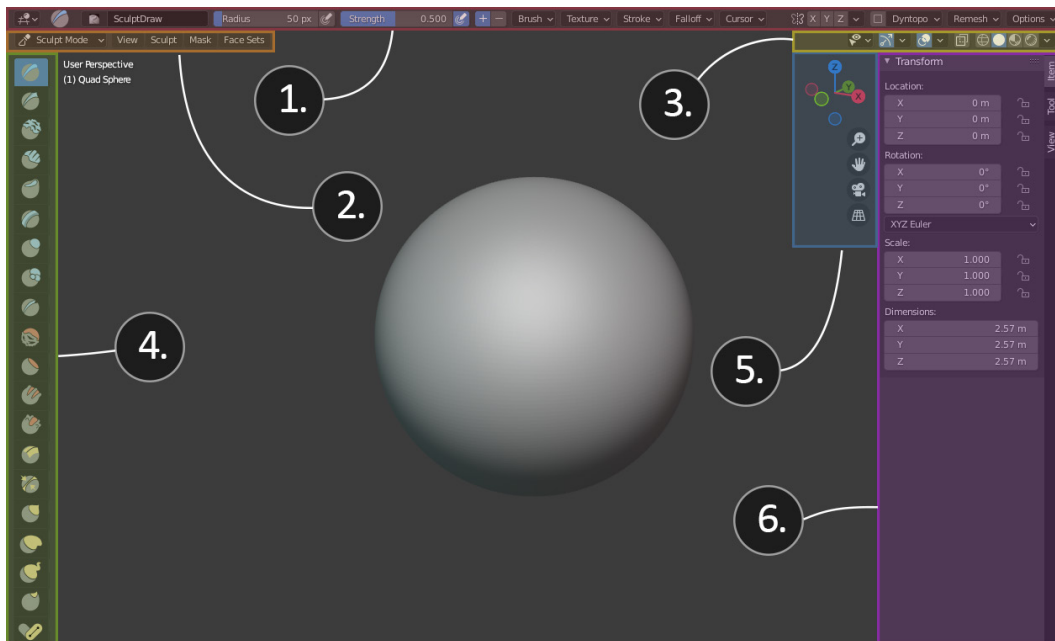 SculptDraw Radius 50 px Strength 0.500 + − Brush Texture Stroke Falloff Cursor X Y Z Dyntopo Remesh Options
Sculpt Mode View Sculpt Mask Face Sets
User Perspective
(1) Quad Sphere
1.
2.
3.
4.
5.
6.
Z
Y
X
Transform
Location:
X 0 m
Y 0 m
Z 0 m
Rotation:
X 0°
Y 0°
Z 0°
XYZ Euler
Scale:
X 1.000
Y 1.000
Z 1.000
Dimensions:
X 2.57 m
Y 2.57 m
Z 2.57 m
Item
Tool
View